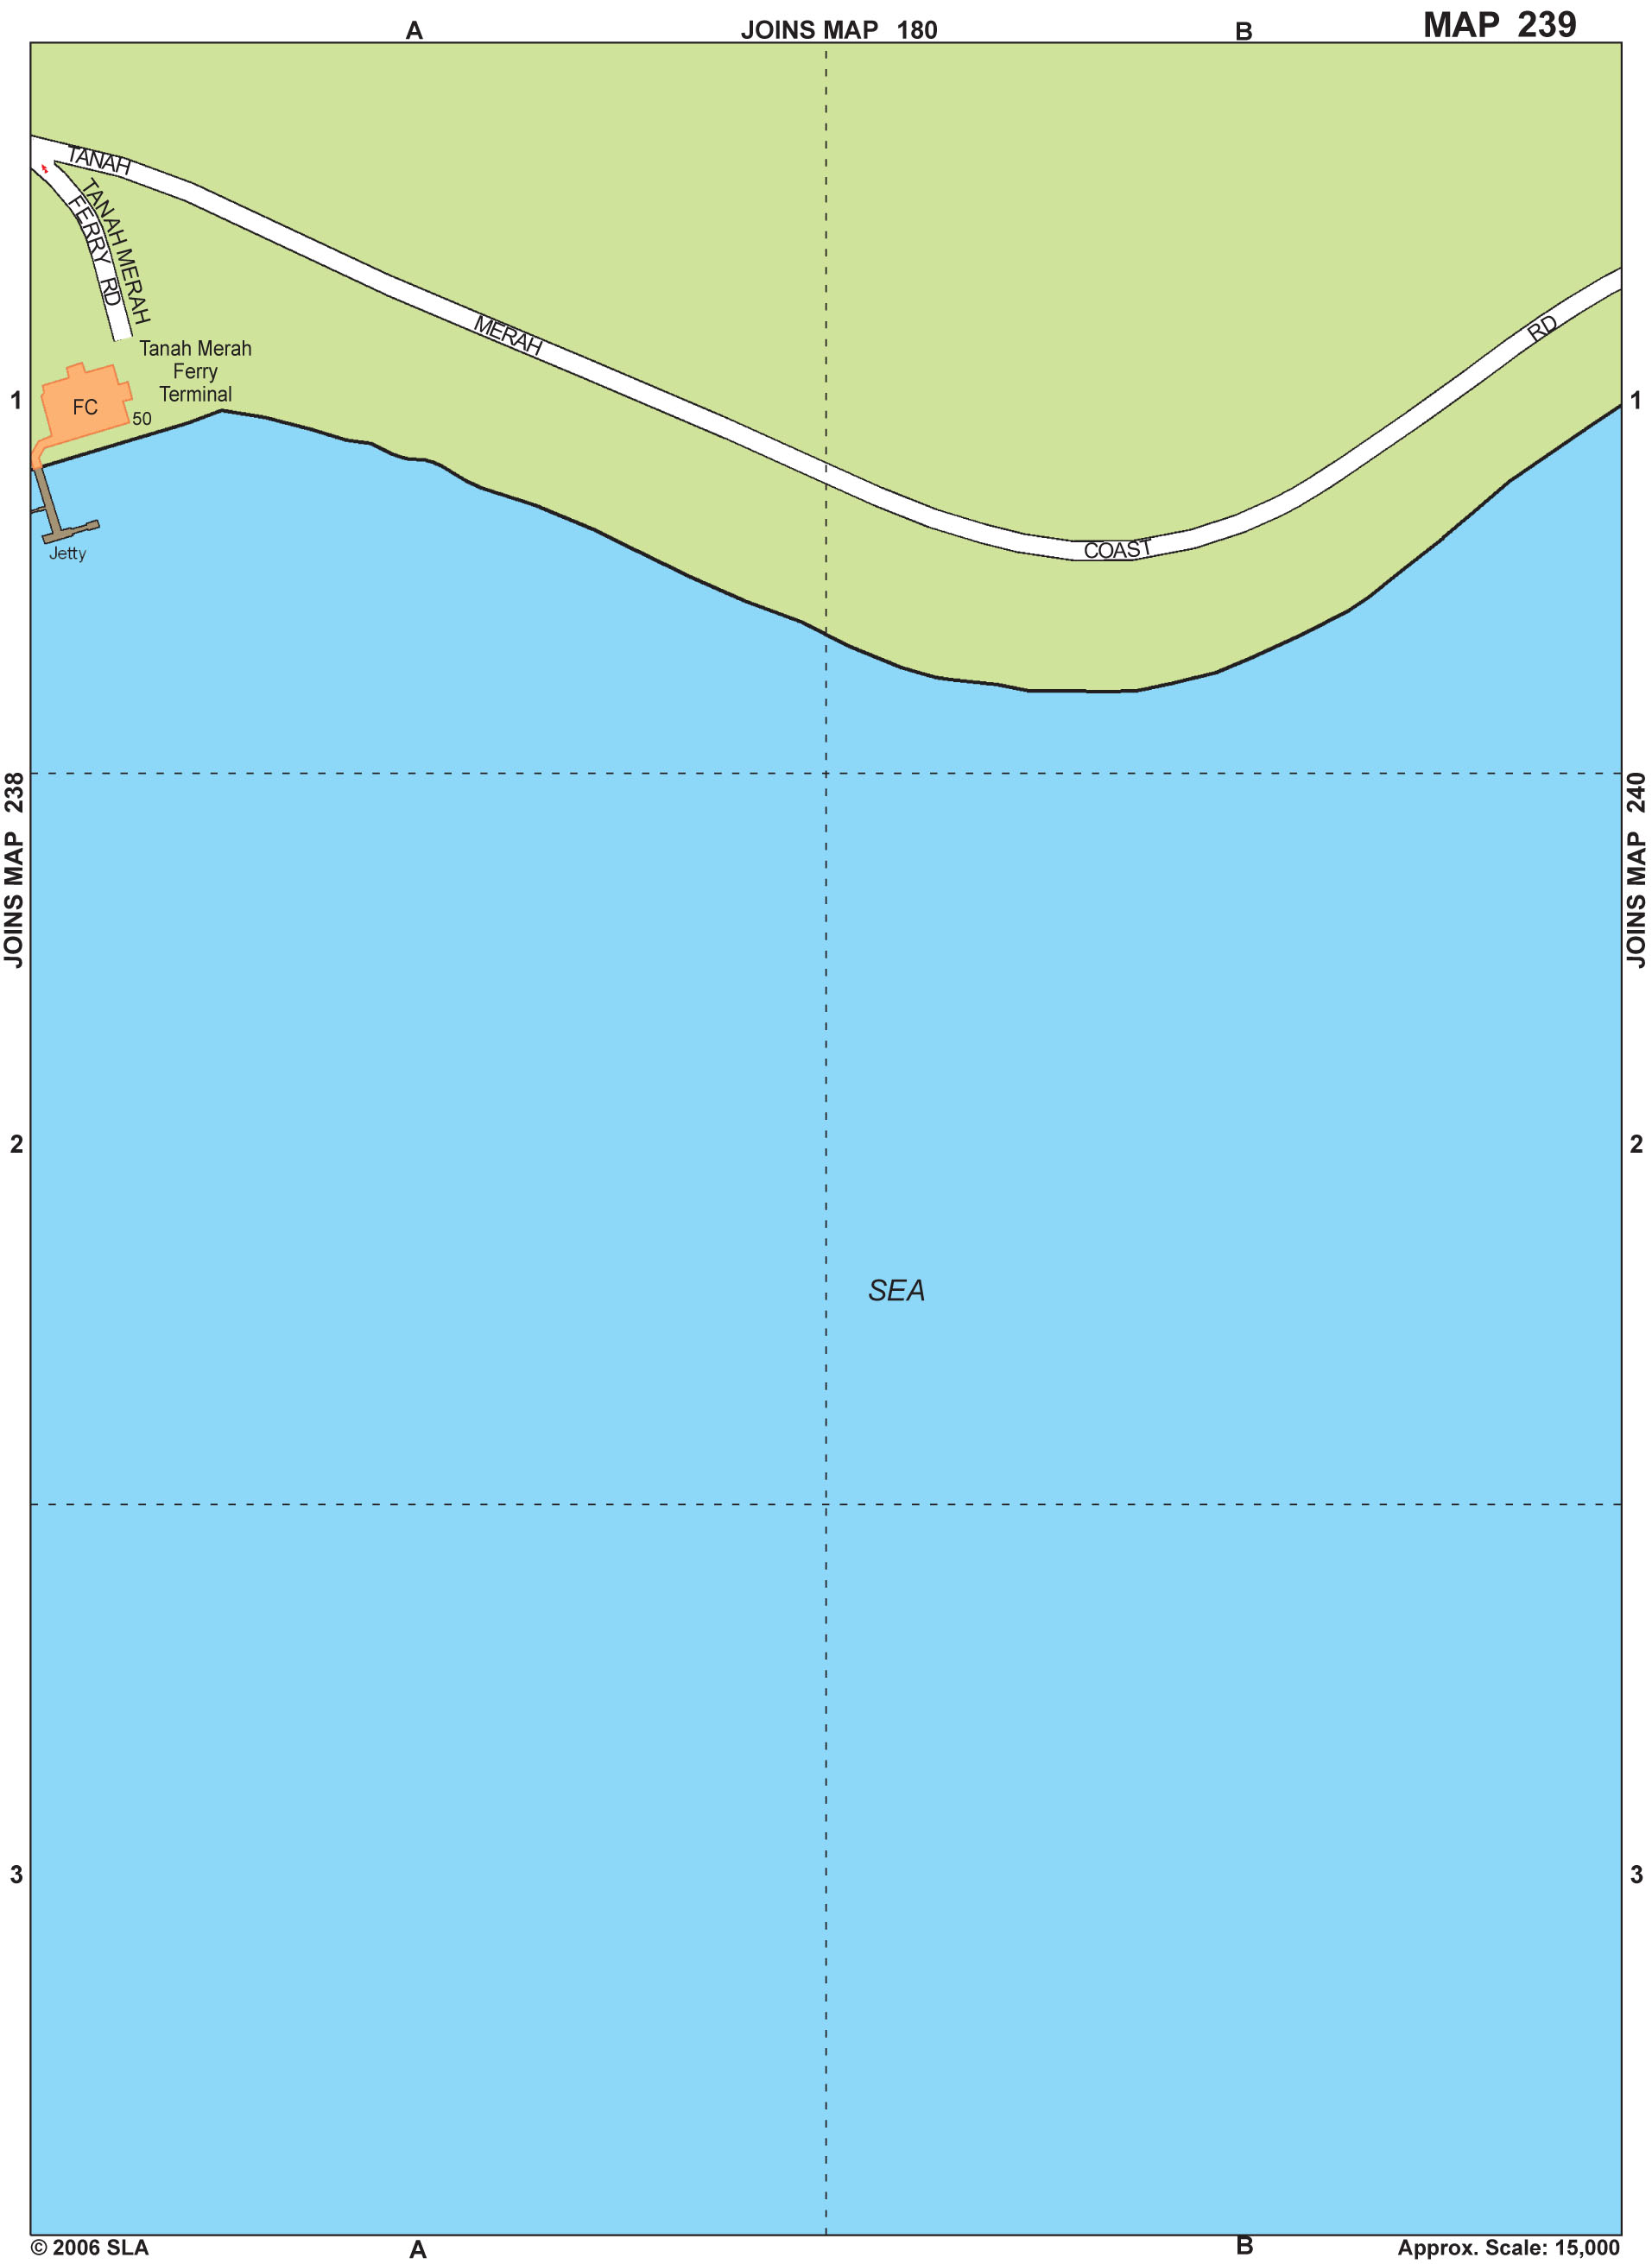 A
JOINS MAP 180
B
MAP 239
TANAH
TANAH MERAH
FERRY RD
MERAH
COAST
RD
Tanah Merah
Ferry
Terminal
FC
50
Jetty
1
1
JOINS MAP 238
JOINS MAP 240
2
2
SEA
3
3
© 2006 SLA
A
B
Approx. Scale: 15,000